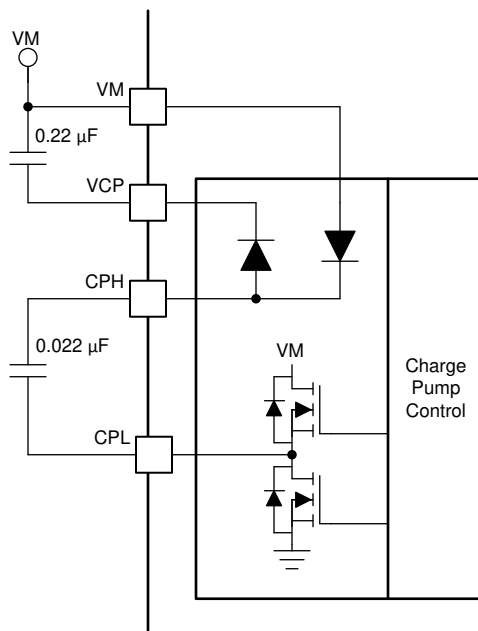 VM
VM
0.22 µF
VCP
CPH
0.022 µF
VM
Charge
Pump
Control
CPL